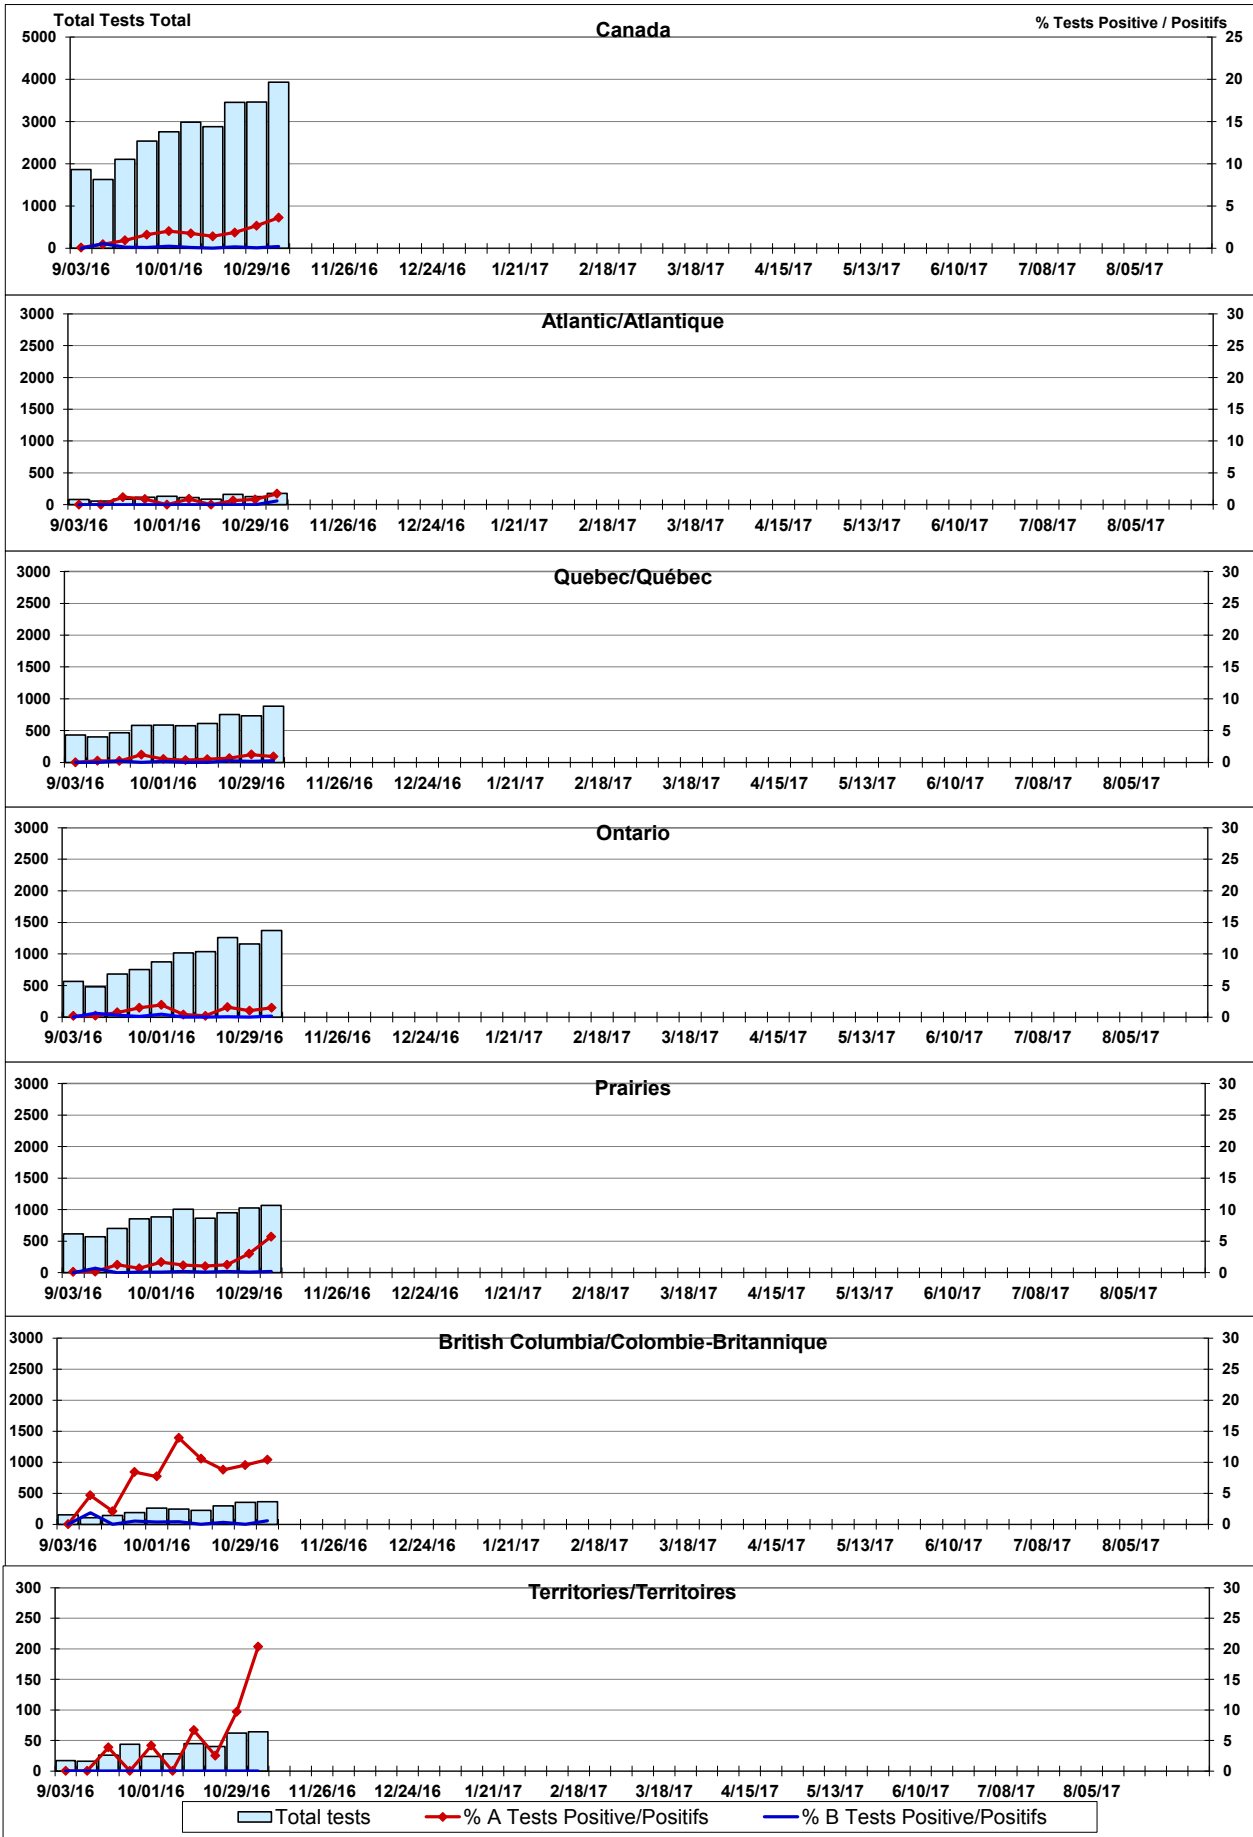 Total Tests Total
Canada
% Tests Positive / Positifs
5000 25
4000 20
3000 15
2000 10
1000 5
0 0
9/03/16 10/01/16 10/29/16 11/26/16 12/24/16 1/21/17 2/18/17 3/18/17 4/15/17 5/13/17 6/10/17 7/08/17 8/05/17
Atlantic/Atlantique
3000 30
2500 25
2000 20
1500 15
1000 10
500 5
0 0
9/03/16 10/01/16 10/29/16 11/26/16 12/24/16 1/21/17 2/18/17 3/18/17 4/15/17 5/13/17 6/10/17 7/08/17 8/05/17
Quebec/Québec
3000 30
2500 25
2000 20
1500 15
1000 10
500 5
0 0
9/03/16 10/01/16 10/29/16 11/26/16 12/24/16 1/21/17 2/18/17 3/18/17 4/15/17 5/13/17 6/10/17 7/08/17 8/05/17
Ontario
3000 30
2500 25
2000 20
1500 15
1000 10
500 5
0 0
9/03/16 10/01/16 10/29/16 11/26/16 12/24/16 1/21/17 2/18/17 3/18/17 4/15/17 5/13/17 6/10/17 7/08/17 8/05/17
Prairies
3000 30
2500 25
2000 20
1500 15
1000 10
500 5
0 0
9/03/16 10/01/16 10/29/16 11/26/16 12/24/16 1/21/17 2/18/17 3/18/17 4/15/17 5/13/17 6/10/17 7/08/17 8/05/17
British Columbia/Colombie-Britannique
3000 30
2500 25
2000 20
1500 15
1000 10
500 5
0 0
9/03/16 10/01/16 10/29/16 11/26/16 12/24/16 1/21/17 2/18/17 3/18/17 4/15/17 5/13/17 6/10/17 7/08/17 8/05/17
Territories/Territoires
300 30
250 25
200 20
150 15
100 10
50 5
0 0
9/03/16 10/01/16 10/29/16 11/26/16 12/24/16 1/21/17 2/18/17 3/18/17 4/15/17 5/13/17 6/10/17 7/08/17 8/05/17
Total tests % A Tests Positive/Positifs % B Tests Positive/Positifs